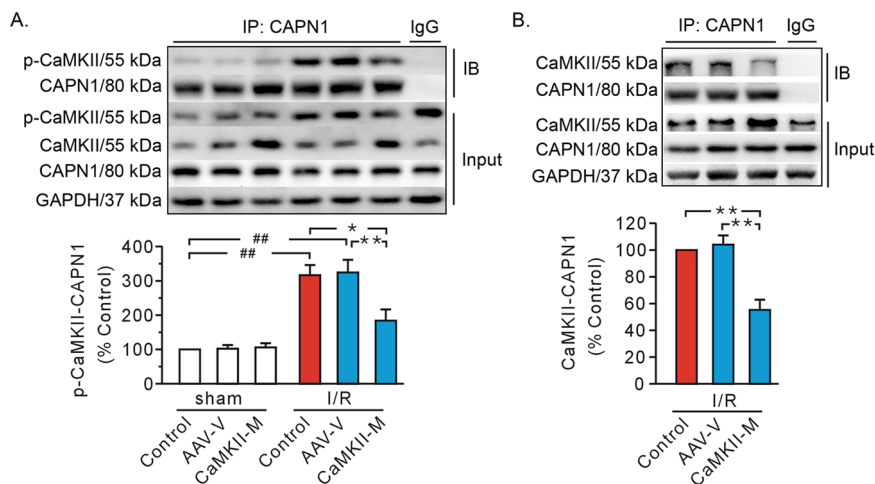 A.
IP: CAPN1 IgG
p-CaMKII/55 kDa
CAPN1/80 kDa
IB
p-CaMKII/55 kDa
CaMKII/55 kDa
CAPN1/80 kDa
GAPDH/37 kDa
Input
p-CaMKII-CAPN1
(% Control)
400
300
200
100
0
##
##
*
**
sham I/R
Control
AAV-V
CaMKII-M
Control
AAV-V
CaMKII-M
B.
IP: CAPN1 IgG
CaMKII/55 kDa
CAPN1/80 kDa
IB
CaMKII/55 kDa
CAPN1/80 kDa
GAPDH/37 kDa
Input
CaMKII-CAPN1
(% Control)
120
100
80
60
40
20
0
**
**
I/R
Control
AAV-V
CaMKII-M